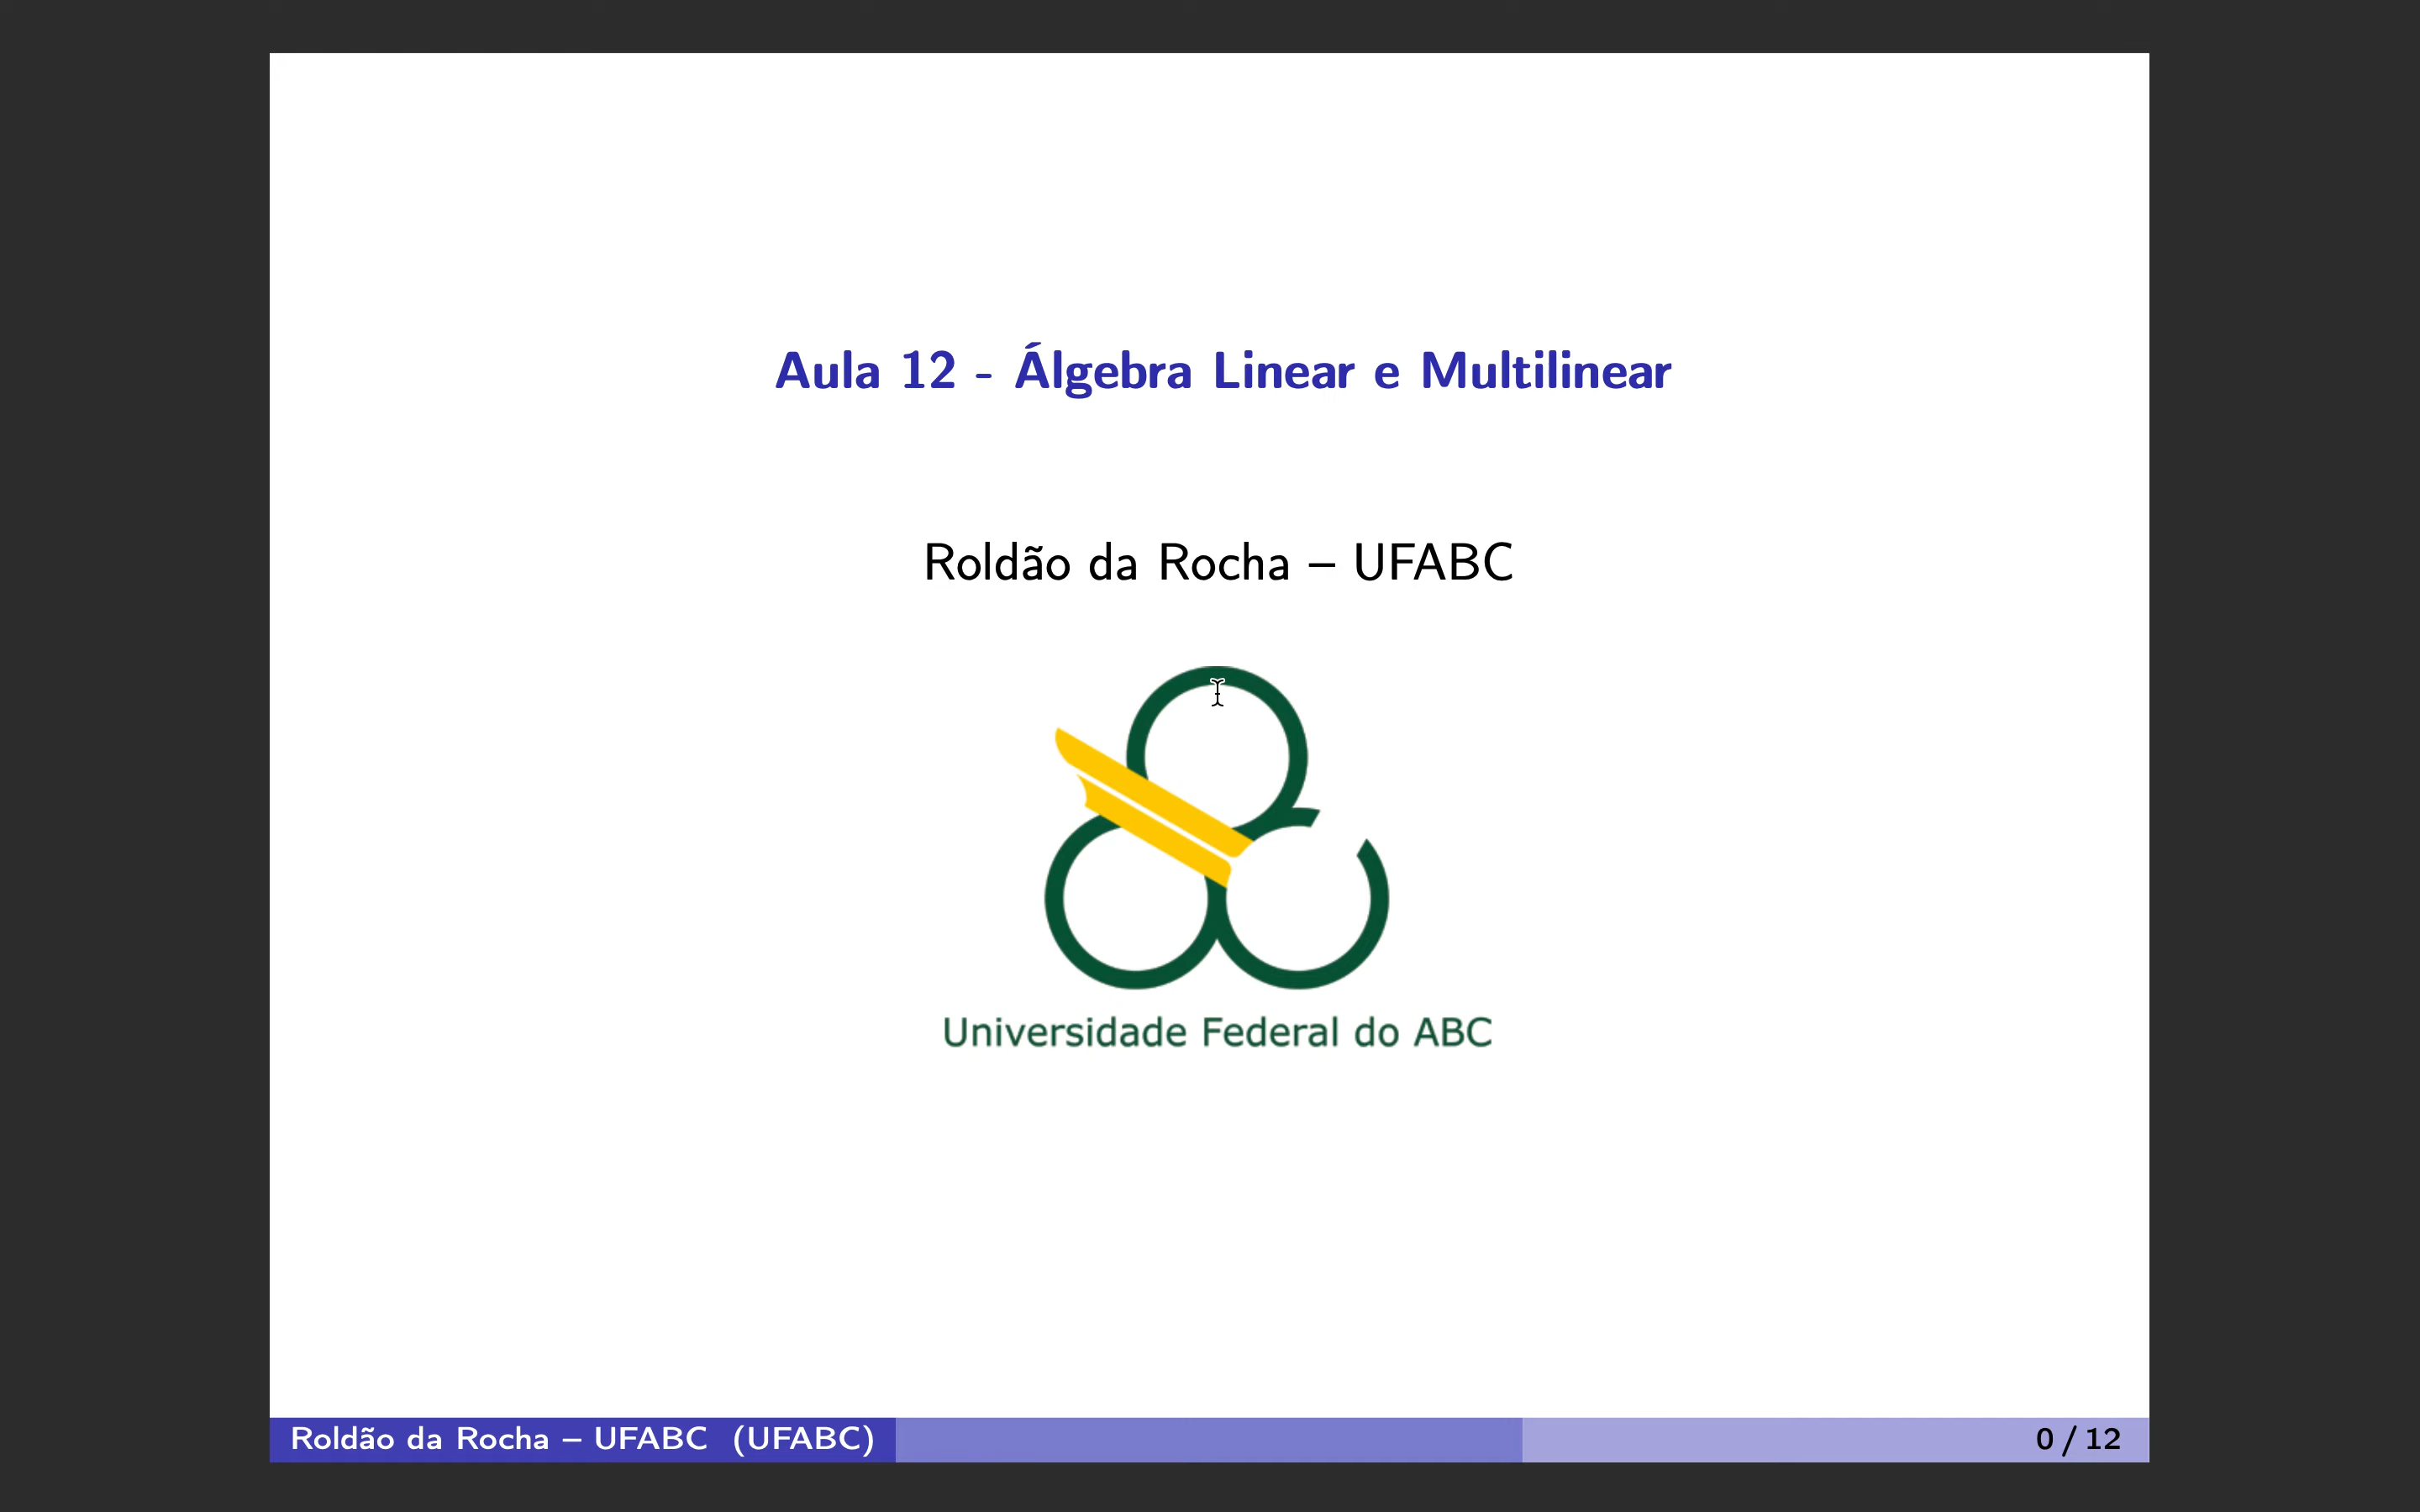 Aula 12 - Álgebra Linear e Multilinear
Roldão da Rocha – UFABC
Universidade Federal do ABC
Roldão da Rocha – UFABC (UFABC)
0 / 12